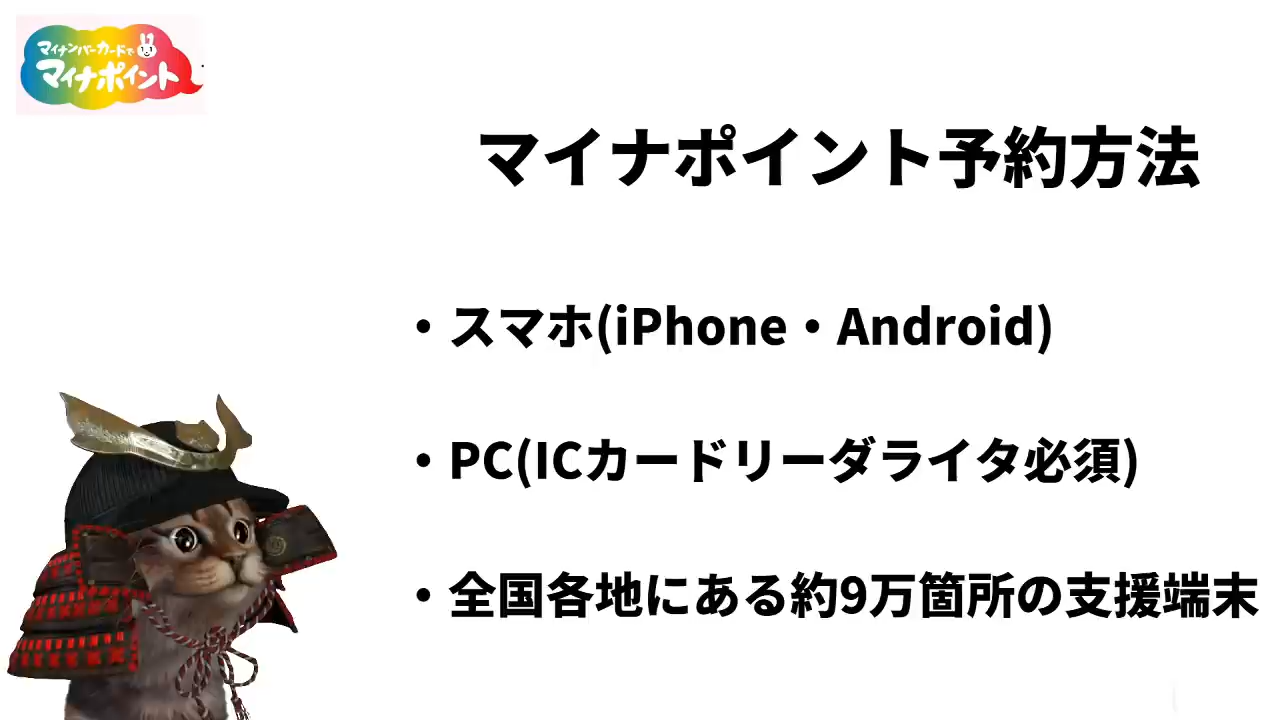 マイナンバーカードで
マイナポイント
マイナポイント予約方法
・スマホ(iPhone・Android)
・PC(ICカードリーダライタ必須)
・全国各地にある約9万箇所の支援端末